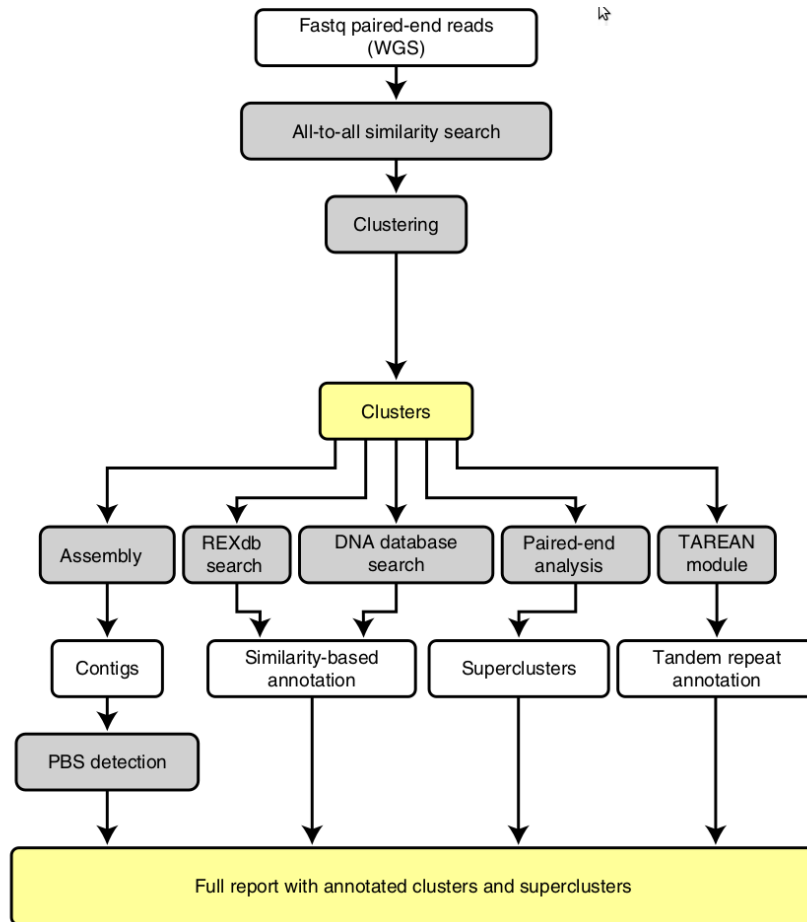 Fastq paired-end reads
(WGS)
All-to-all similarity search
Clustering
Clusters
Assembly
REXdb
search
DNA database
search
Paired-end
analysis
TAREAN
module
Contigs
Similarity-based
annotation
Superclusters
Tandem repeat
annotation
PBS detection
Full report with annotated clusters and superclusters